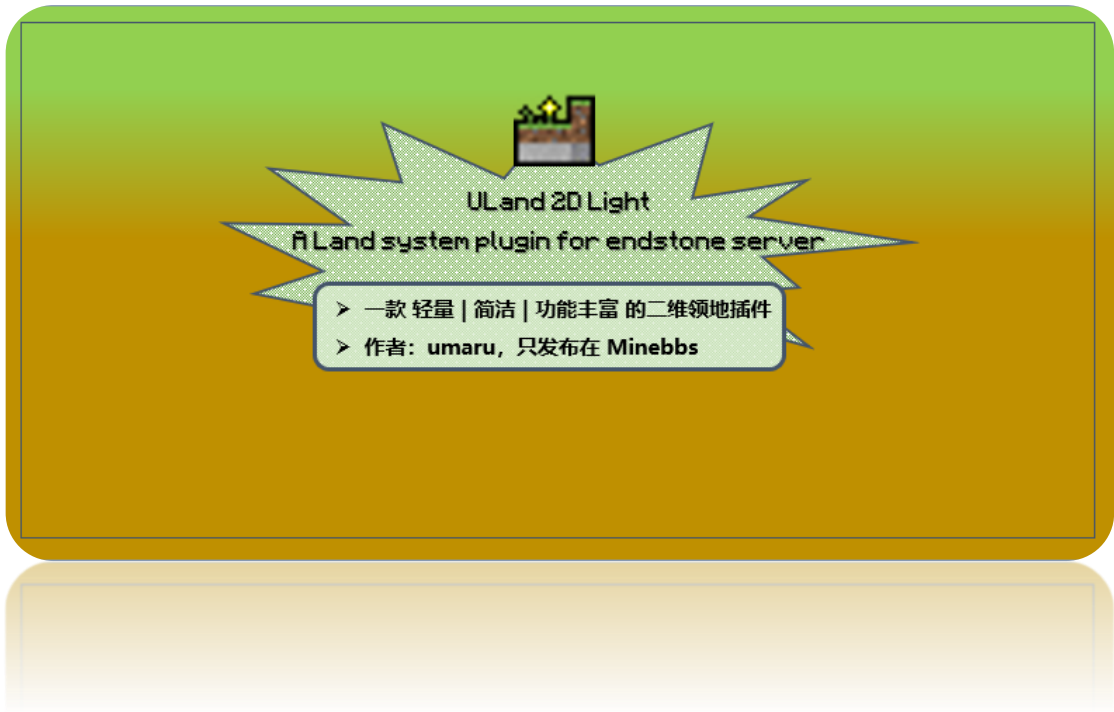 ULand 2D Light
A Land system plugin for endstone server
➢ 一款 轻量 | 简洁 | 功能丰富 的二维领地插件
➢ 作者：umaru，只发布在 Minebbs